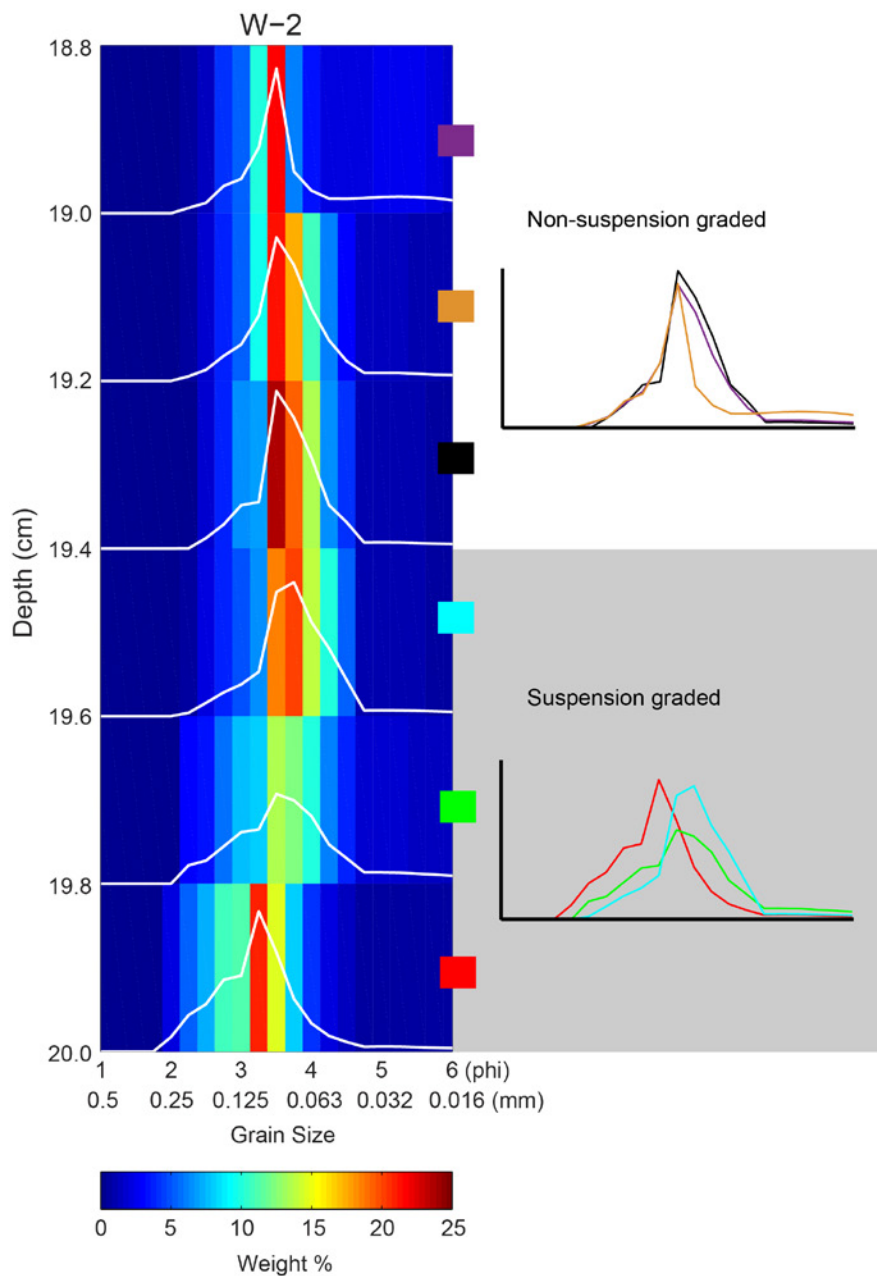 W−2
18.8
19.0
19.2
19.4
19.6
19.8
20.0
Depth (cm)
Non-suspension graded
Suspension graded
1 2 3 4 5 6 (phi)
0.5 0.25 0.125 0.063 0.032 0.016 (mm)
Grain Size
0 5 10 15 20 25
Weight %